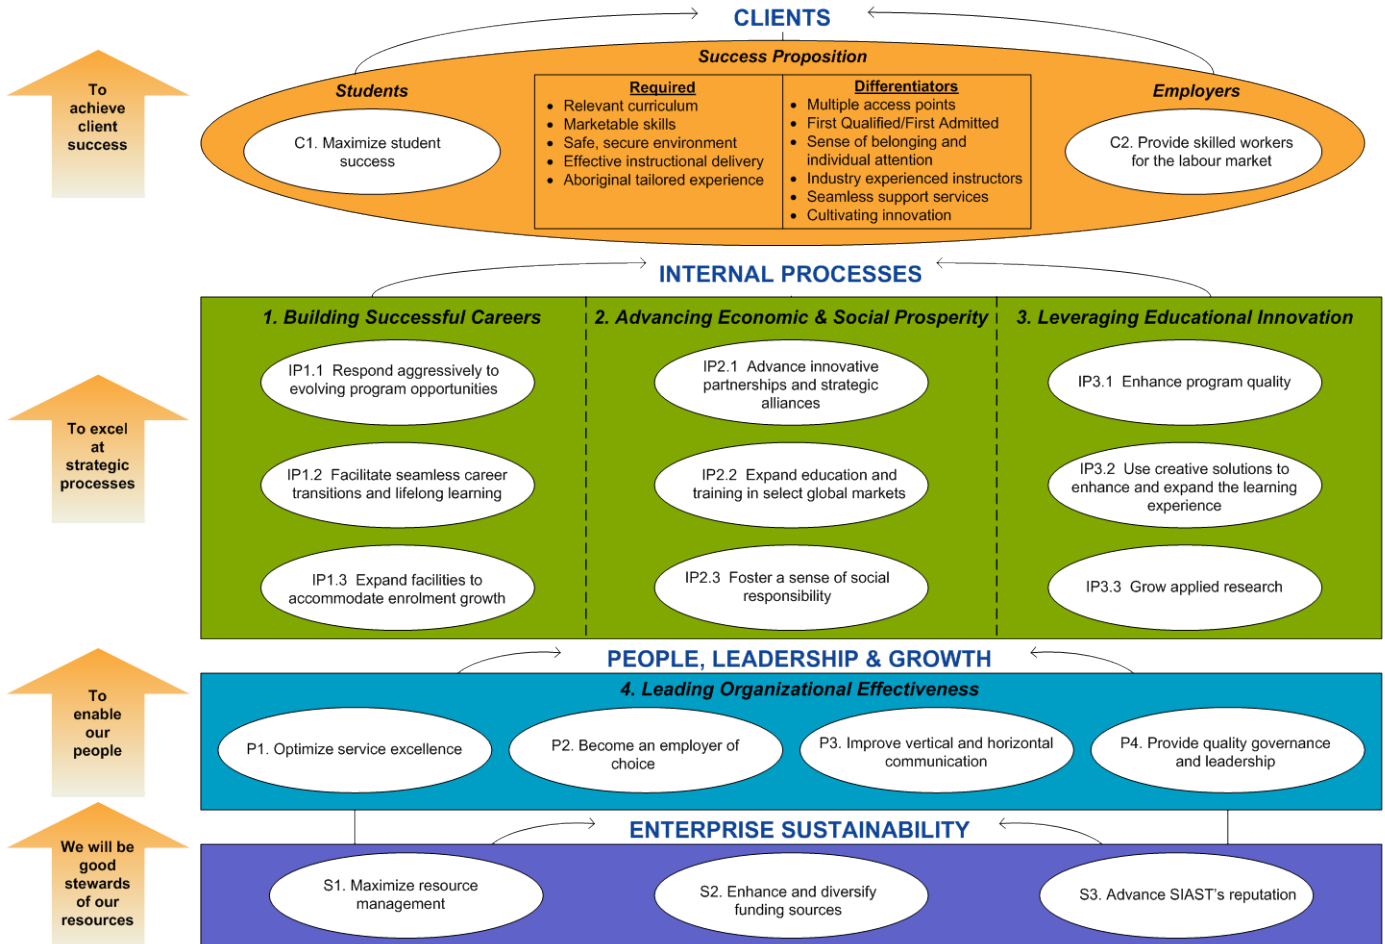 CLIENTS
To
achieve
client
success
Success Proposition
Students
C1. Maximize student
success
Required
• Relevant curriculum
• Marketable skills
• Safe, secure environment
• Effective instructional delivery
• Aboriginal tailored experience
Differentiators
• Multiple access points
• First Qualified/First Admitted
• Sense of belonging and
individual attention
• Industry experienced instructors
• Seamless support services
• Cultivating innovation
Employers
C2. Provide skilled workers
for the labour market
INTERNAL PROCESSES
To excel
at
strategic
processes
1. Building Successful Careers
IP1.1 Respond aggressively to
evolving program opportunities
IP1.2 Facilitate seamless career
transitions and lifelong learning
IP1.3 Expand facilities to
accommodate enrolment growth
2. Advancing Economic & Social Prosperity
IP2.1 Advance innovative
partnerships and strategic
alliances
IP2.2 Expand education and
training in select global markets
IP2.3 Foster a sense of social
responsibility
3. Leveraging Educational Innovation
IP3.1 Enhance program quality
IP3.2 Use creative solutions to
enhance and expand the learning
experience
IP3.3 Grow applied research
PEOPLE, LEADERSHIP & GROWTH
To
enable
our
people
4. Leading Organizational Effectiveness
P1. Optimize service excellence
P2. Become an employer of
choice
P3. Improve vertical and horizontal
communication
P4. Provide quality governance
and leadership
ENTERPRISE SUSTAINABILITY
We will be
good
stewards
of our
resources
S1. Maximize resource
management
S2. Enhance and diversify
funding sources
S3. Advance SIAST's reputation